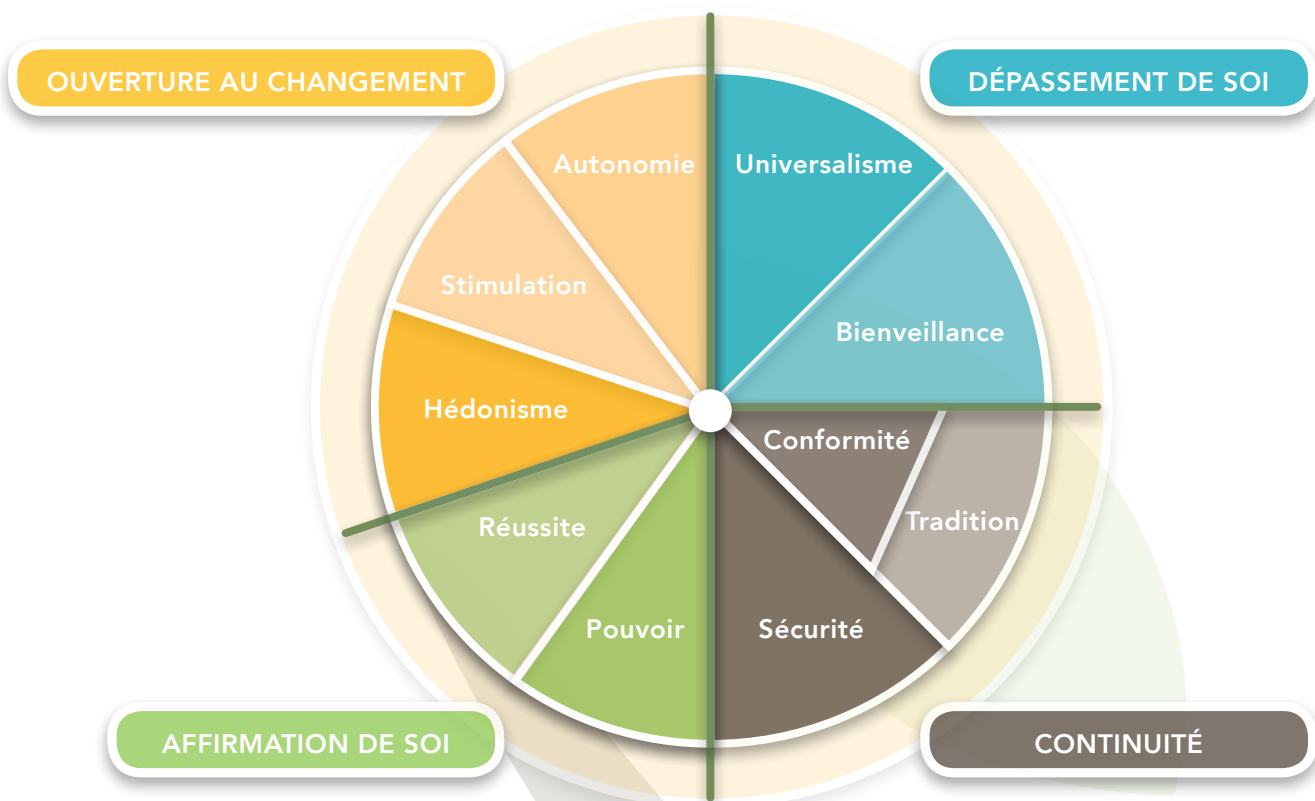 OUVERTURE AU CHANGEMENT
DÉPASSEMENT DE SOI
Autonomie
Universalisme
Stimulation
Bienveillance
Hédonisme
Conformité
Réussite
Tradition
Pouvoir
Sécurité
AFFIRMATION DE SOI
CONTINUITÉ